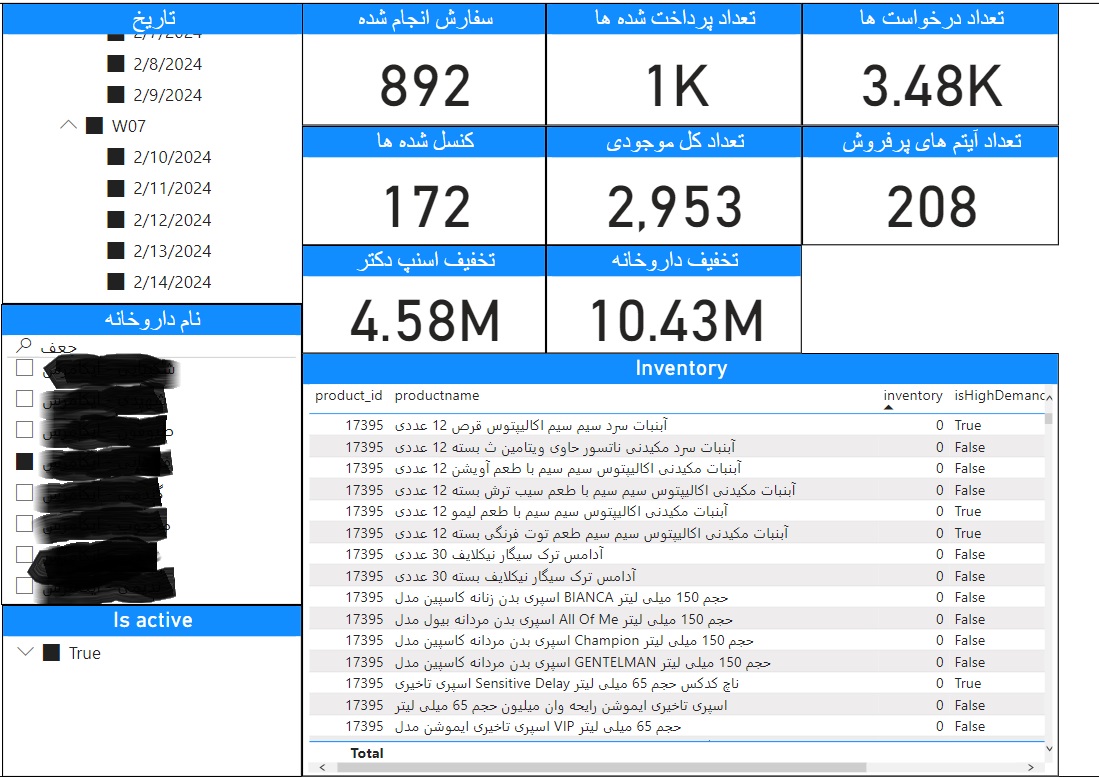 تاریخ
2/7/2024
2/8/2024
2/9/2024
W07
2/10/2024
2/11/2024
2/12/2024
2/13/2024
2/14/2024
نام داروخانه
جعف
Is active
True
سفارش انجام شده
892
تعداد پرداخت شده ها
1K
تعداد درخواست ها
3.48K
کنسل شده ها
172
تعداد کل موجودی
2,953
تعداد آیتم های پرفروش
208
تخفیف اسنپ دکتر
4.58M
تخفیف داروخانه
10.43M
Inventory
product_id productname inventory isHighDemand
17395 آبنبات سرد سیم سیم اکالیپتوس قرص 12 عددی 0 True
17395 آبنبات سرد مکیدنی ناتسور حاوی ویتامین ث بسته 12 عددی 0 False
17395 آبنبات مکیدنی اکالیپتوس سیم سیم با طعم آویشن 12 عددی 0 False
17395 آبنبات مکیدنی اکالیپتوس سیم سیم با طعم سیب ترش بسته 12 عددی 0 False
17395 آبنبات مکیدنی اکالیپتوس سیم سیم با طعم لیمو 12 عددی 0 True
17395 آبنبات مکیدنی اکالیپتوس سیم سیم طعم توت فرنگی بسته 12 عددی 0 True
17395 آدامس ترک سیگار نیکلایف 30 عددی 0 False
17395 آدامس ترک سیگار نیکلایف بسته 30 عددی 0 False
17395 اسپری بدن زنانه کاسپین مدل BIANCA حجم 150 میلی لیتر 0 False
17395 اسپری بدن مردانه بیول مدل All Of Me حجم 150 میلی لیتر 0 False
17395 اسپری بدن مردانه کاسپین مدل Champion حجم 150 میلی لیتر 0 False
17395 اسپری بدن مردانه کاسپین مدل GENTELMAN حجم 150 میلی لیتر 0 False
17395 اسپری تاخیری Sensitive Delay ناچ کدکس حجم 65 میلی لیتر 0 True
17395 اسپری تاخیری ایموشن رایحه وان میلیون حجم 65 میلی لیتر 0 False
17395 اسپری تاخیری ایموشن مدل VIP حجم 65 میلی لیتر 0 False
Total